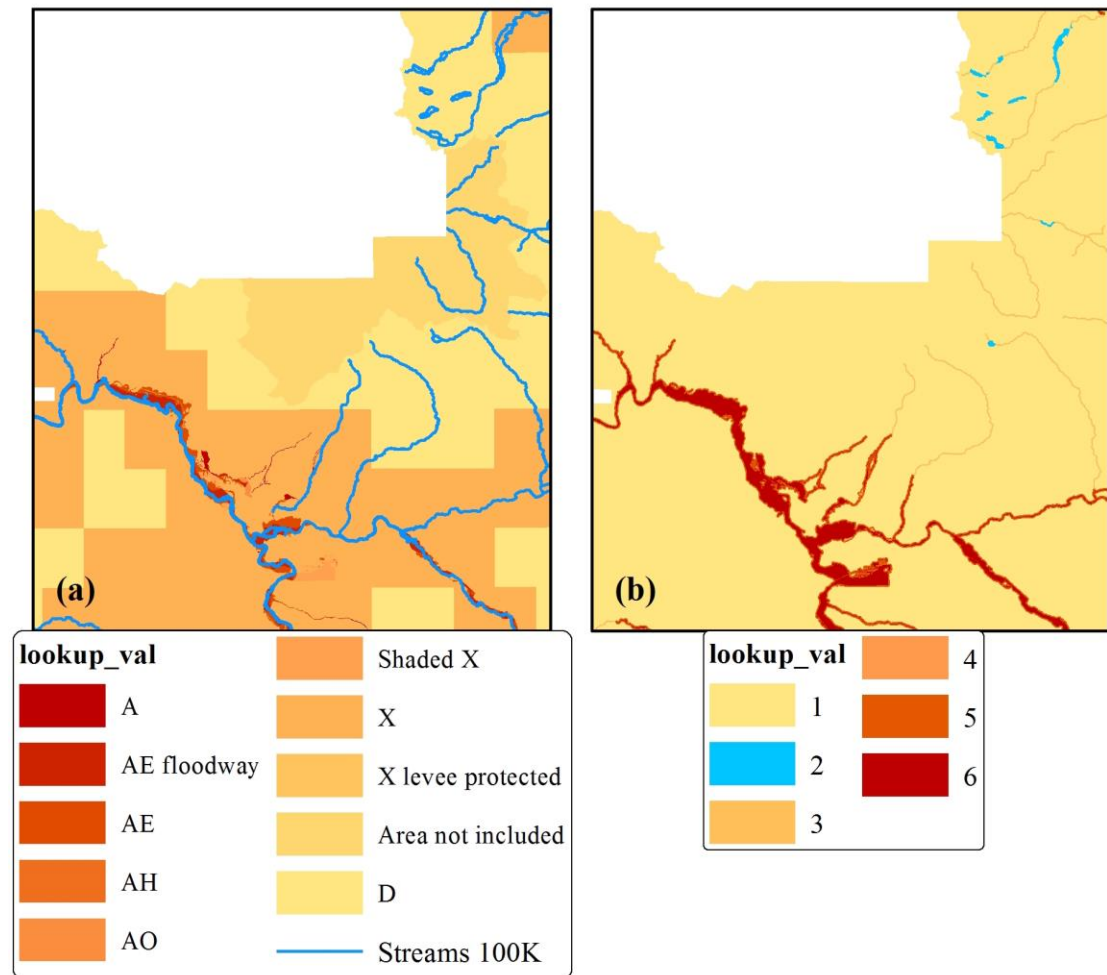 (a)
(b)
lookup_val
A
AE floodway
AE
AH
AO
Shaded X
X
X levee protected
Area not included
D
Streams 100K
lookup_val
1
2
3
4
5
6